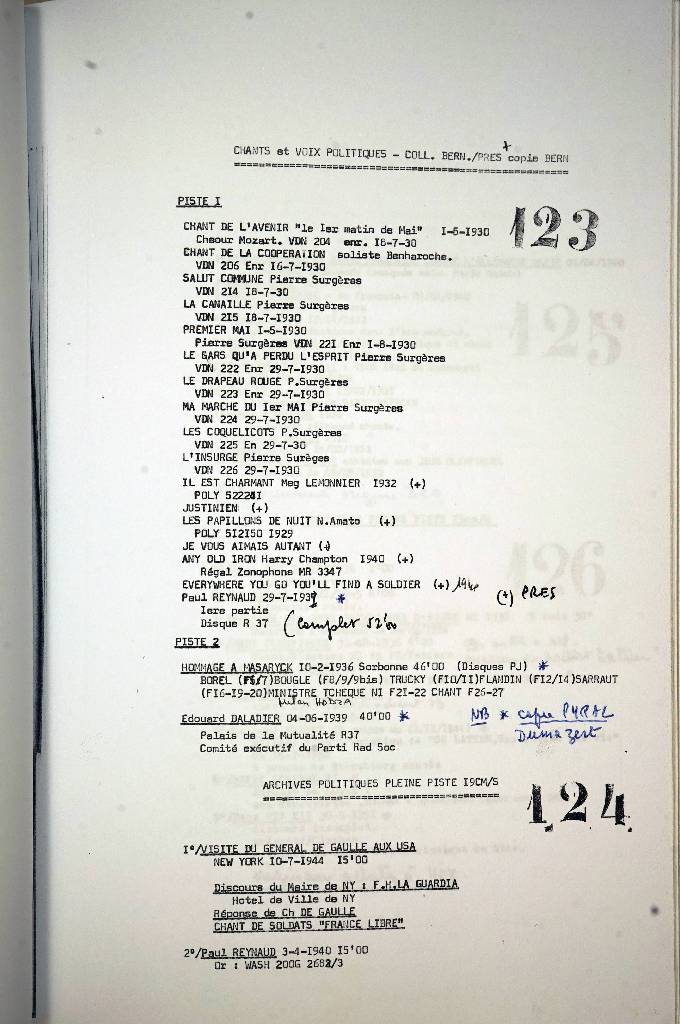 CHANTS et VOIX POLITIQUES - COLL. BERN./PRES + copie BERN
PISTE I
123
CHANT DE L'AVENIR "le Ier matin de Mai" I-5-1930
Choeur Mozart. VDN 204 enr. I8-7-30
CHANT DE LA COOPERATION soliste Benharoche.
VDN 206 Enr I6-7-I930
SALUT COMMUNE Pierre Surgères
VDN 2I4 I8-7-30
LA CANAILLE Pierre Surgères
VDN 2I5 I8-7-I930
PREMIER MAI I-5-I930
Pierre Surgères VDN 22I Enr I-8-I930
LE GARS QU'A PERDU L'ESPRIT Pierre Surgères
VDN 222 Enr 29-7-I930
LE DRAPEAU ROUGE P.Surgères
VDN 223 Enr 29-7-I930
MA MARCHE DU Ier MAI Pierre Surgères
VDN 224 29-7-I930
LES COQUELICOTS P.Surgères
VDN 225 En 29-7-30
L'INSURGE Pierre Surèges
VDN 226 29-7-I930
IL EST CHARMANT Meg LEMONNIER I932 (+)
POLY 52224I
JUSTINIEN (+)
LES PAPILLONS DE NUIT N.Amato (+)
POLY 5I2I50 I929
JE VOUS AIMAIS AUTANT (+)
ANY OLD IRON Harry Champton I940 (+)
Régal Zonophone MR 3347
EVERYWHERE YOU GO YOU'LL FIND A SOLDIER (+) 1940
Paul REYNAUD 29-7-I939 *
(+) PRES
Iere partie
Disque R 37 (Complet 52'00
PISTE 2
HOMMAGE A MASARYCK I0-2-I936 Sorbonne 46'00 (Disques PJ) *
BOREL (F5/7)BOUGLE (F8/9/9bis) TRUCKY (FI0/II)FLANDIN (FI2/I4)SARRAUT
(FI6-I9-20)MINISTRE TCHEQUE NI F2I-22 CHANT F26-27
Milan HODZA
Edouard DALADIER 04-06-I939 40'00 *
NB * copie PYRAL
Dumazert
Palais de la Mutualité R37
Comité exécutif du Parti Rad Soc
ARCHIVES POLITIQUES PLEINE PISTE I9CM/S
124
I°/VISITE DU GENERAL DE GAULLE AUX USA
NEW YORK I0-7-I944 I5'00
Discours du Maire de NY : F.H.LA GUARDIA
Hotel de Ville de NY
Réponse de Ch DE GAULLE
CHANT DE SOLDATS "FRANCE LIBRE"
2°/Paul REYNAUD 3-4-I940 I5'00
Or : WASH 200G 2682/3